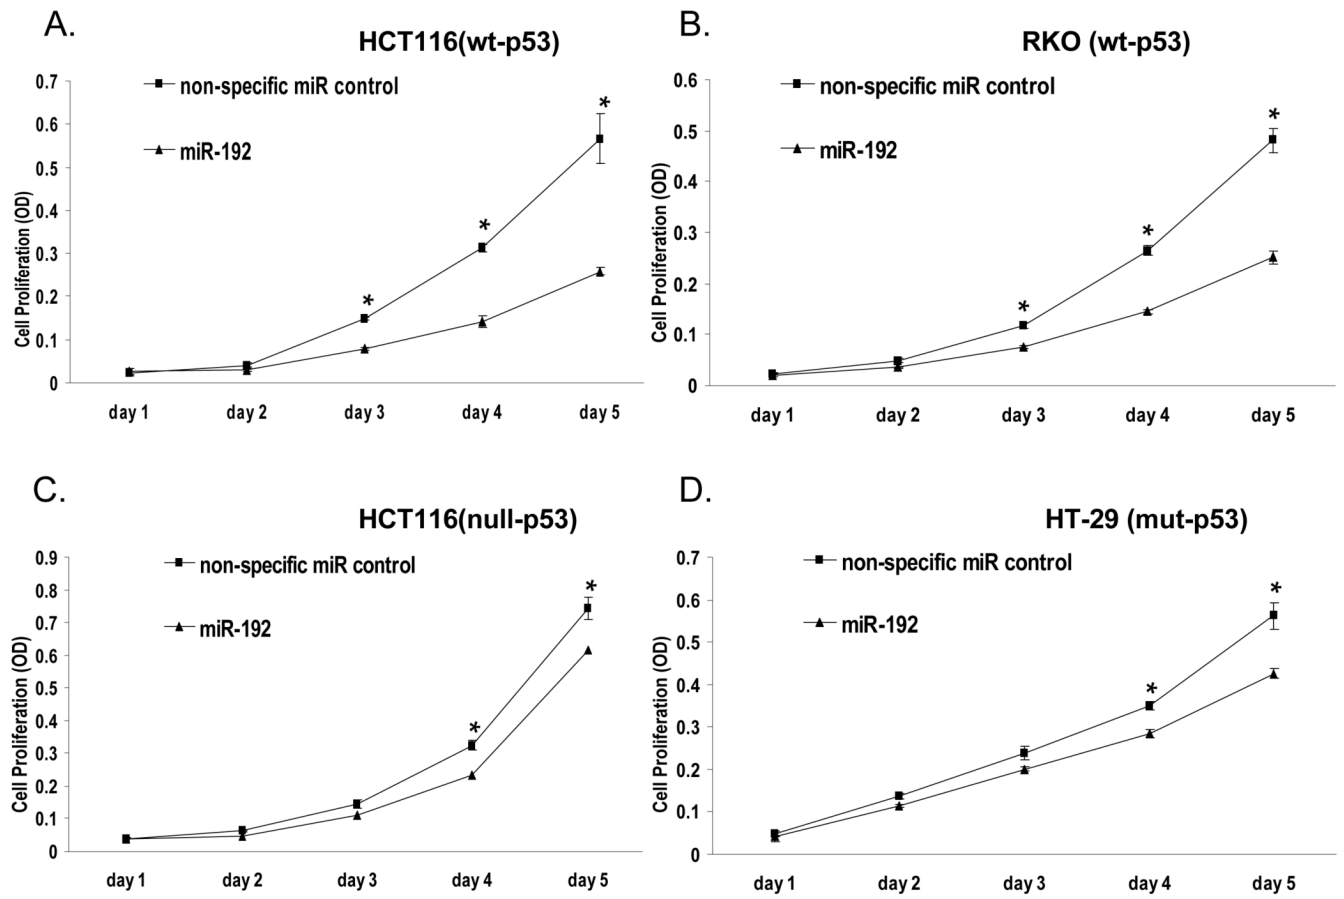 A.
HCT116(wt-p53)
0.7
0.6
0.5
0.4
0.3
0.2
0.1
0
Cell Proliferation (OD)
non-specific miR control
miR-192
*
*
*
day 1 day 2 day 3 day 4 day 5
B.
RKO (wt-p53)
0.6
0.5
0.4
0.3
0.2
0.1
0
Cell Proliferation (OD)
non-specific miR control
miR-192
*
*
*
day 1 day 2 day 3 day 4 day 5
C.
HCT116(null-p53)
0.9
0.8
0.7
0.6
0.5
0.4
0.3
0.2
0.1
0
Cell Proliferation (OD)
non-specific miR control
miR-192
*
*
day 1 day 2 day 3 day 4 day 5
D.
HT-29 (mut-p53)
0.7
0.6
0.5
0.4
0.3
0.2
0.1
0
Cell Proliferation (OD)
non-specific miR control
miR-192
*
*
day 1 day 2 day 3 day 4 day 5